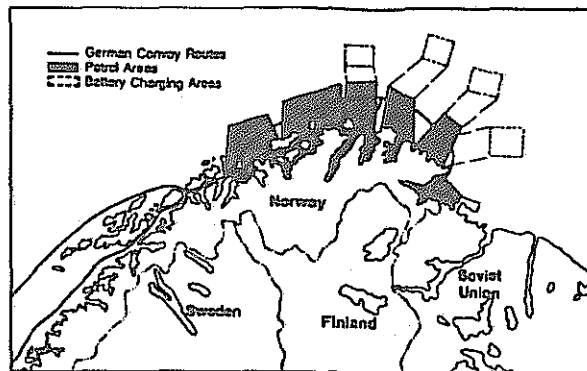 German Convoy Routes
Patrol Areas
Battery Charging Areas
Norway
Soviet
Union
Sweden
Finland